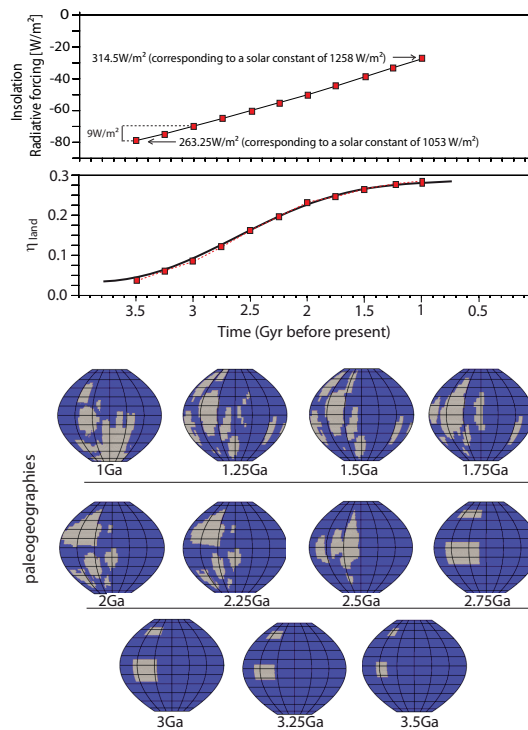 0
-20
-40
-60
-80
Insolation
Radiative forcing [W/m²]
314.5W/m² (corresponding to a solar constant of 1258 W/m²)
9W/m²
263.25W/m² (corresponding to a solar constant of 1053 W/m²)
0.3
0.2
0.1
0.0
η land
3.5 3 2.5 2 1.5 1 0.5
Time (Gyr before present)
paleogeographies
1Ga 1.25Ga 1.5Ga 1.75Ga
2Ga 2.25Ga 2.5Ga 2.75Ga
3Ga 3.25Ga 3.5Ga